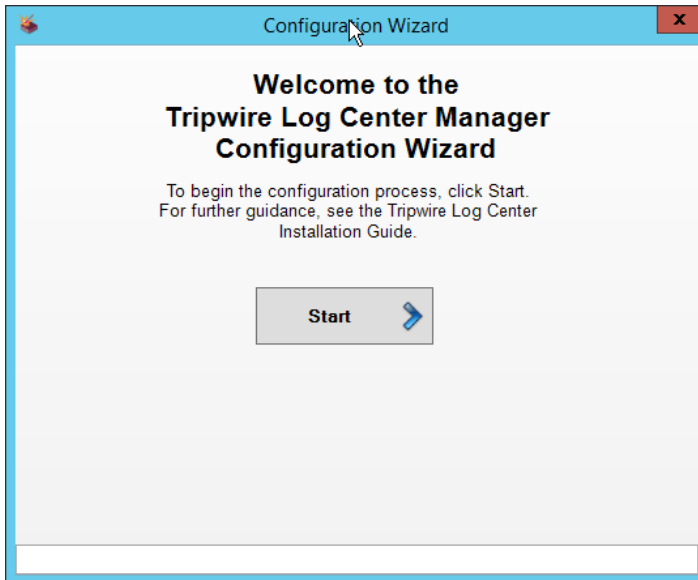 Configuration Wizard
x
Welcome to the
Tripwire Log Center Manager
Configuration Wizard
To begin the configuration process, click Start.
For further guidance, see the Tripwire Log Center
Installation Guide.
Start